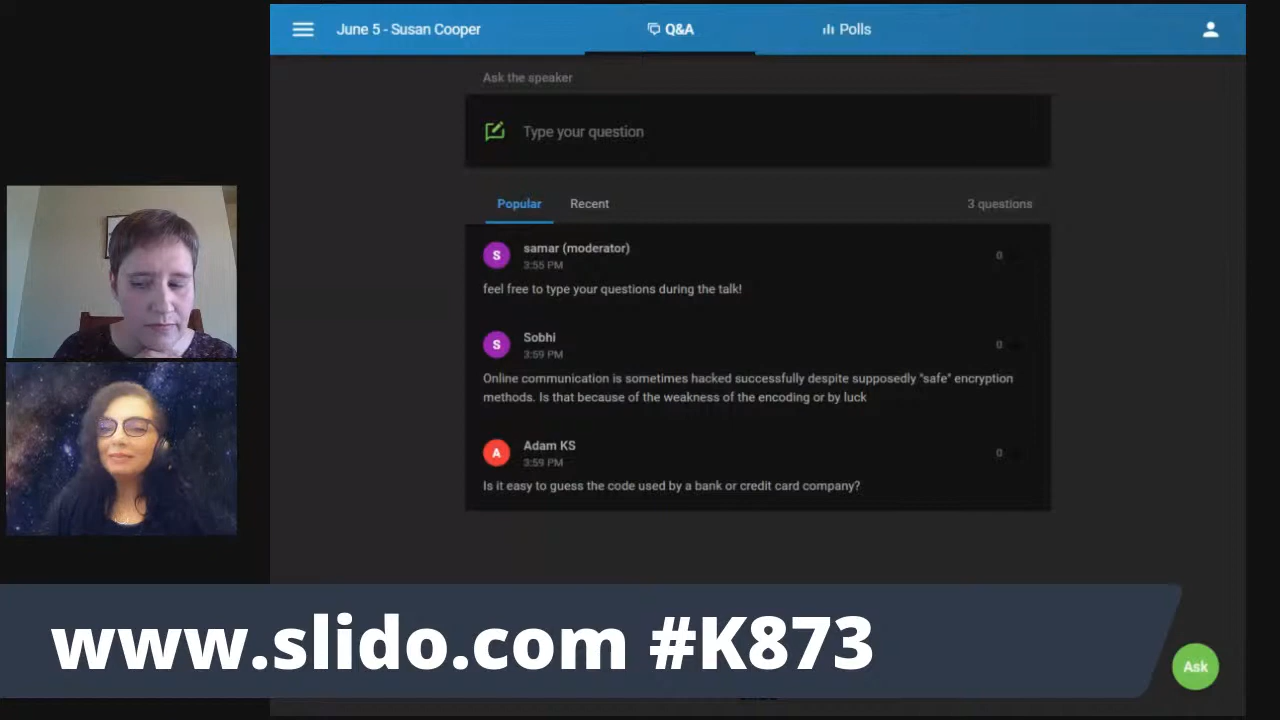 June 5 - Susan Cooper
Q&A
Polls
Ask the speaker
Type your question
Popular
Recent
3 questions
S
samar (moderator)
0
3:55 PM
feel free to type your questions during the talk!
S
Sobhi
0
3:59 PM
Online communication is sometimes hacked successfully despite supposedly "safe" encryption
methods. Is that because of the weakness of the encoding or by luck
A
Adam KS
0
3:59 PM
Is it easy to guess the code used by a bank or credit card company?
www.slido.com #K873
Ask